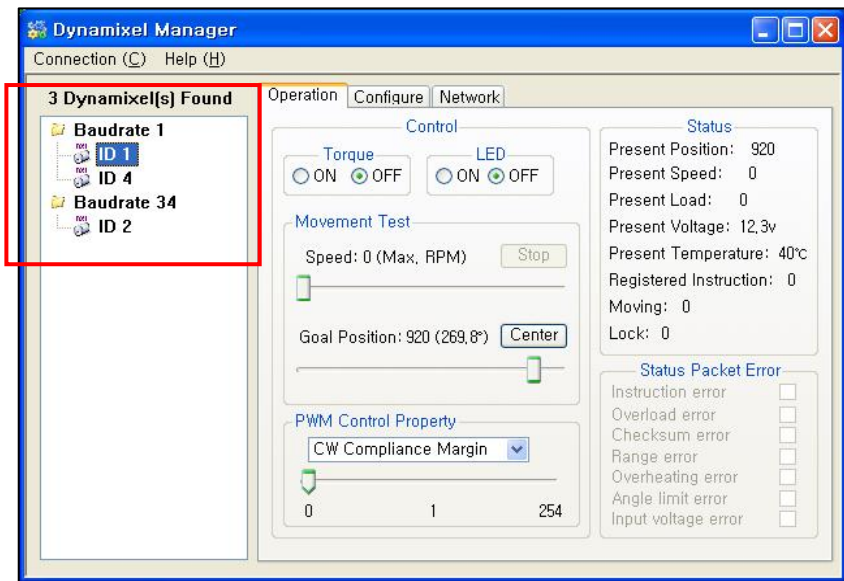 Dynamixel Manager
Connection (C) Help (H)
3 Dynamixel(s) Found
Baudrate 1
ID 1
ID 4
Baudrate 34
ID 2
Operation Configure Network
Control
Torque
ON OFF
LED
ON OFF
Movement Test
Speed: 0 (Max, RPM) Stop
Goal Position: 920 (269,8°) Center
PWM Control Property
CW Compliance Margin
0 1 254
Status
Present Position: 920
Present Speed: 0
Present Load: 0
Present Voltage: 12,3v
Present Temperature: 40℃
Registered Instruction: 0
Moving: 0
Lock: 0
Status Packet Error
Instruction error
Overload error
Checksum error
Range error
Overheating error
Angle limit error
Input voltage error